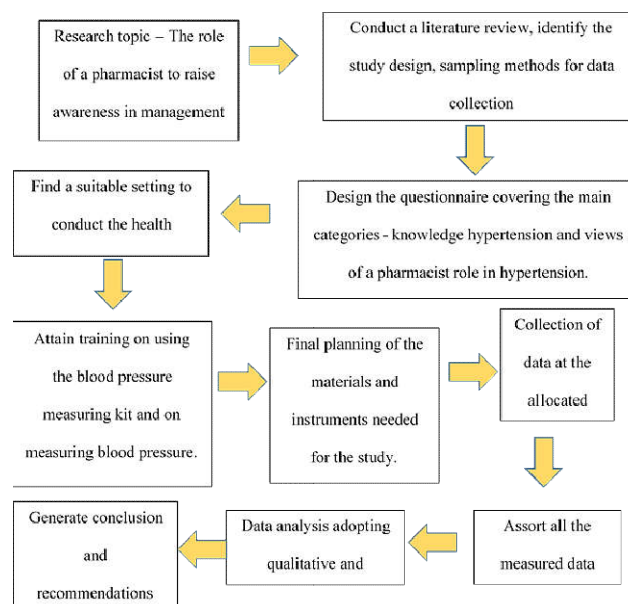 Research topic – The role
of a pharmacist to raise
awareness in management
Conduct a literature review, identify the
study design, sampling methods for data
collection
Design the questionnaire covering the main
categories - knowledge hypertension and views
of a pharmacist role in hypertension.
Find a suitable setting to
conduct the health
Attain training on using
the blood pressure
measuring kit and on
measuring blood pressure.
Final planning of the
materials and
instruments needed
for the study.
Collection of
data at the
allocated
Assort all the
measured data
Data analysis adopting
qualitative and
Generate conclusion
and
recommendations